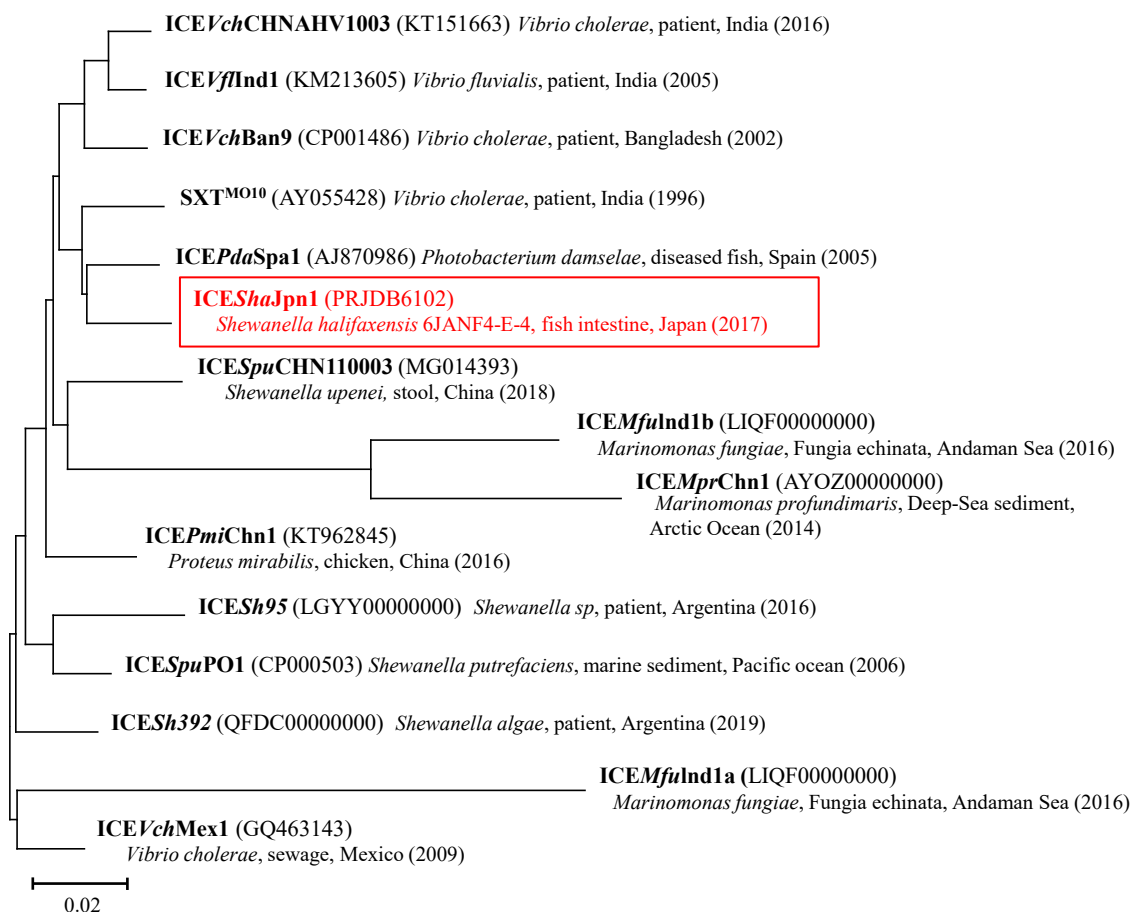 ICEVchCHNAHV1003 (KT151663) Vibrio cholerae, patient, India (2016)
ICEVflInd1 (KM213605) Vibrio fluvialis, patient, India (2005)
ICEVchBan9 (CP001486) Vibrio cholerae, patient, Bangladesh (2002)
SXTMO10 (AY055428) Vibrio cholerae, patient, India (1996)
ICEPdaSpa1 (AJ870986) Photobacterium damselae, diseased fish, Spain (2005)
ICEShaJpn1 (PRJDB6102)
Shewanella halifaxensis 6JANF4-E-4, fish intestine, Japan (2017)
ICESpuCHN110003 (MG014393)
Shewanella upenei, stool, China (2018)
ICEMfuInd1b (LIQF00000000)
Marinomonas fungiae, Fungia echinata, Andaman Sea (2016)
ICEMprChn1 (AYOZ00000000)
Marinomonas profundimaris, Deep-Sea sediment,
Arctic Ocean (2014)
ICEPmiChn1 (KT962845)
Proteus mirabilis, chicken, China (2016)
ICESh95 (LGYY00000000) Shewanella sp, patient, Argentina (2016)
ICESpuPO1 (CP000503) Shewanella putrefaciens, marine sediment, Pacific ocean (2006)
ICESh392 (QFDC00000000) Shewanella algae, patient, Argentina (2019)
ICEMfuInd1a (LIQF00000000)
Marinomonas fungiae, Fungia echinata, Andaman Sea (2016)
ICEVchMex1 (GQ463143)
Vibrio cholerae, sewage, Mexico (2009)
0.02